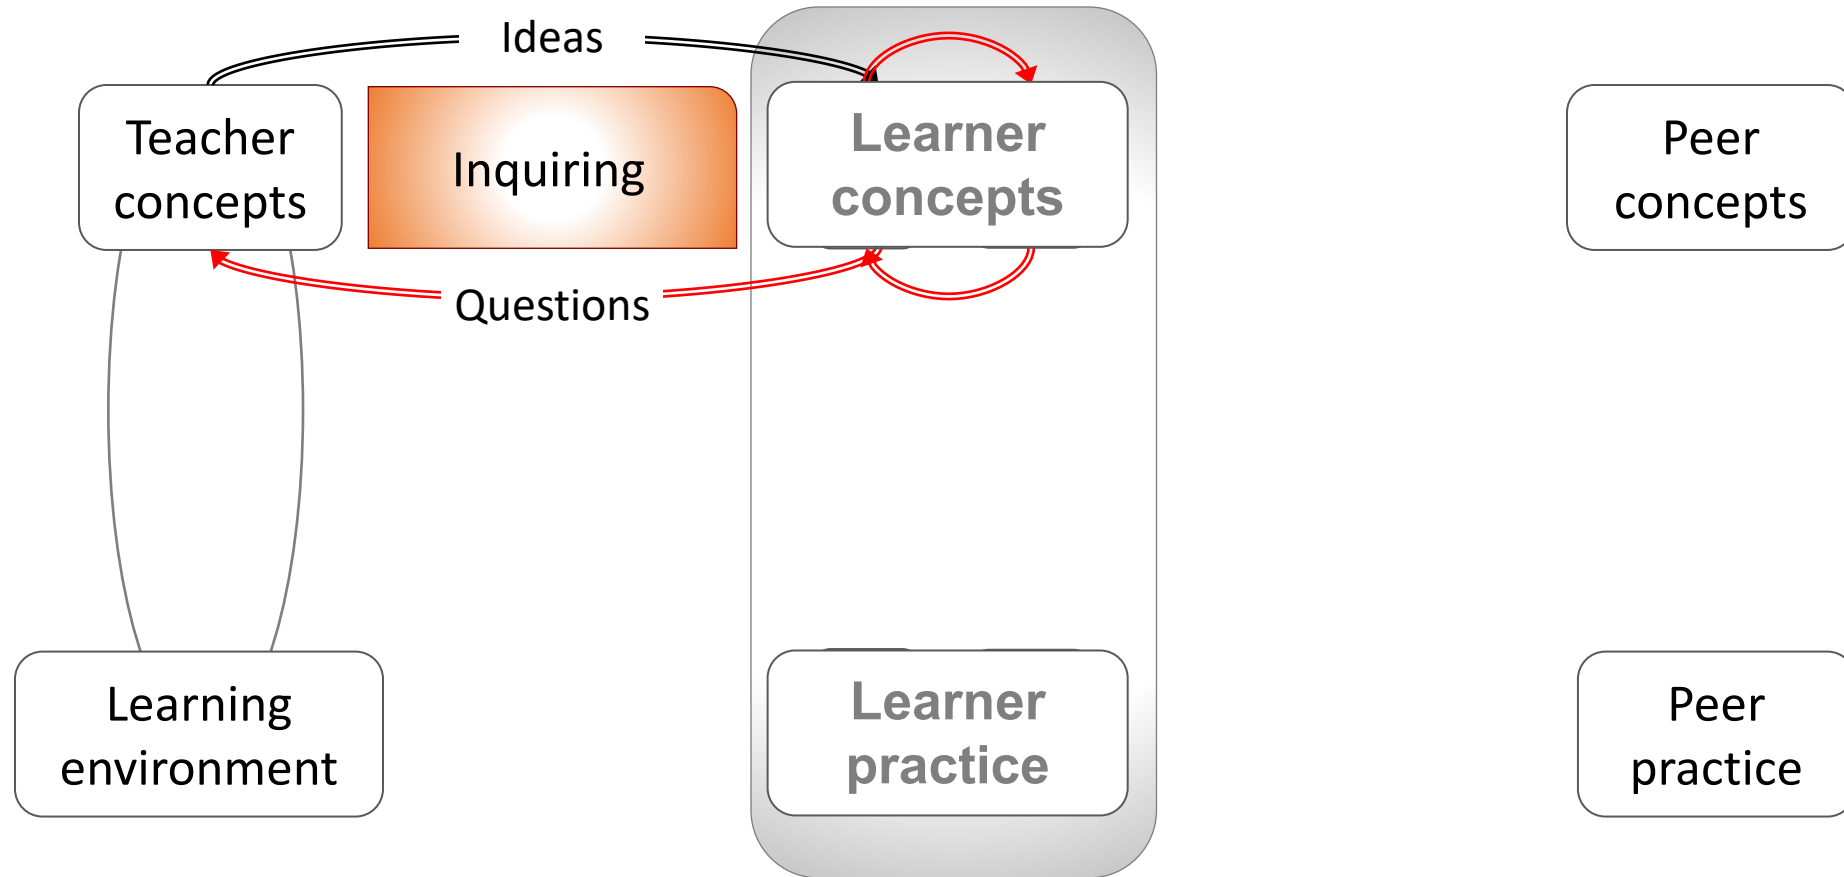 Ideas
Teacher
concepts
Inquiring
Learner
concepts
Peer
concepts
Questions
Learning
environment
Learner
practice
Peer
practice